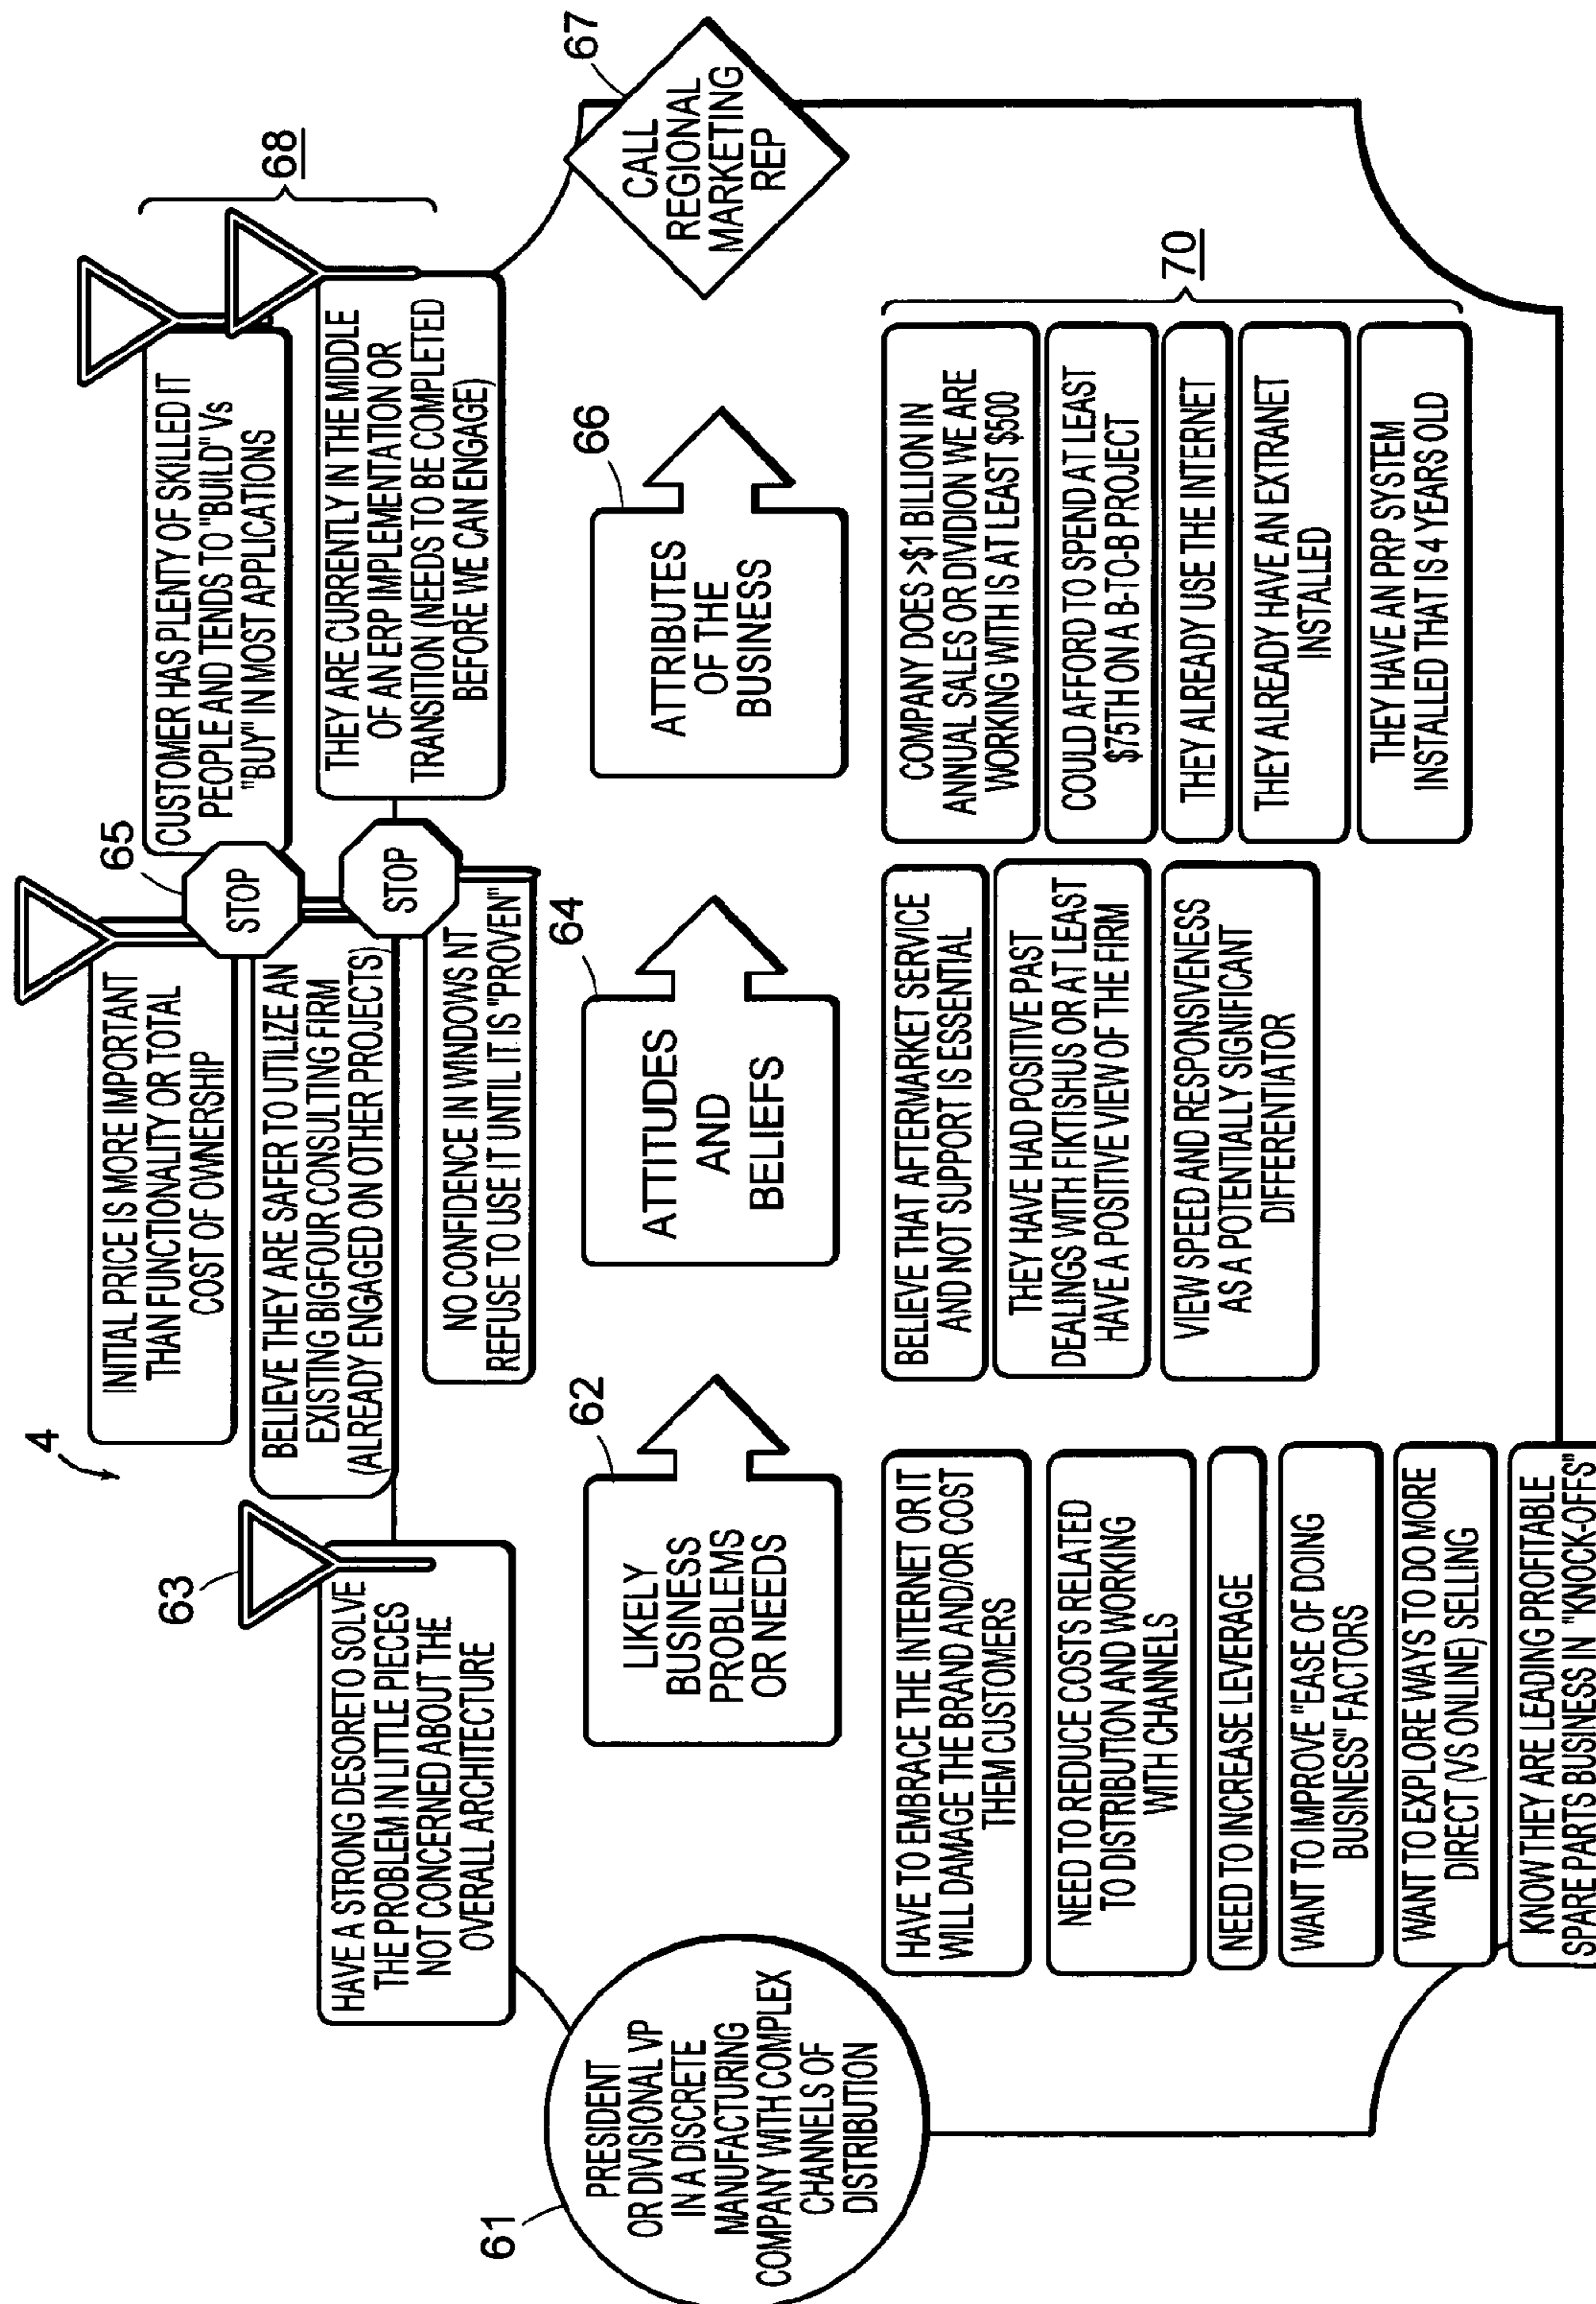 4
63
HAVE A STRONG DESORETO SOLVE
THE PROBLEM IN LITTLE PIECES
NOT CONCERNED ABOUT THE
OVERALL ARCHITECTURE
INITIAL PRICE IS MORE IMPORTANT
THAN FUNCTIONALITY OR TOTAL
COST OF OWNERSHIP
BELIEVE THEY ARE SAFER TO UTILIZE AN
EXISTING BIGFOUR CONSULTING FIRM
(ALREADY ENGAGED ON OTHER PROJECTS)
NO CONFIDENCE IN WINDOWS NT
REFUSE TO USE IT UNTIL IT IS "PROVEN"
65
STOP
STOP
CUSTOMER HAS PLENTY OF SKILLED IT
PEOPLE AND TENDS TO "BUILD" Vs
"BUY" IN MOST APPLICATIONS
THEY ARE CURRENTLY IN THE MIDDLE
OF AN ERP IMPLEMENTATION OR
TRANSITION (NEEDS TO BE COMPLETED
BEFORE WE CAN ENGAGE)
68
61
PRESIDENT
OR DIVISIONAL VP
IN A DISCRETE
MANUFACTURING
COMPANY WITH COMPLEX
CHANNELS OF
DISTRIBUTION
62
LIKELY
BUSINESS
PROBLEMS
OR NEEDS
64
ATTITUDES
AND
BELIEFS
66
ATTRIBUTES
OF THE
BUSINESS
67
CALL
REGIONAL
MARKETING
REP
HAVE TO EMBRACE THE INTERNET OR IT
WILL DAMAGE THE BRAND AND/OR COST
THEM CUSTOMERS
NEED TO REDUCE COSTS RELATED
TO DISTRIBUTION AND WORKING
WITH CHANNELS
NEED TO INCREASE LEVERAGE
WANT TO IMPROVE "EASE OF DOING
BUSINESS" FACTORS
WANT TO EXPLORE WAYS TO DO MORE
DIRECT (VS ONLINE) SELLING
KNOW THEY ARE LEADING PROFITABLE
SPARE PARTS BUSINESS IN "KNOCK-OFFS"
BELIEVE THAT AFTERMARKET SERVICE
AND NOT SUPPORT IS ESSENTIAL
THEY HAVE HAD POSITIVE PAST
DEALINGS WITH FIKTISHUS OR AT LEAST
HAVE A POSITIVE VIEW OF THE FIRM
VIEW SPEED AND RESPONSIVENESS
AS A POTENTIALLY SIGNIFICANT
DIFFERENTIATOR
COMPANY DOES >$1 BILLION IN
ANNUAL SALES OR DIVIDION WE ARE
WORKING WITH IS AT LEAST $500
COULD AFFORD TO SPEND AT LEAST
$75TH ON A B-TO-B PROJECT
THEY ALREADY USE THE INTERNET
THEY ALREADY HAVE AN EXTRANET
INSTALLED
THEY HAVE AN PRP SYSTEM
INSTALLED THAT IS 4 YEARS OLD
70